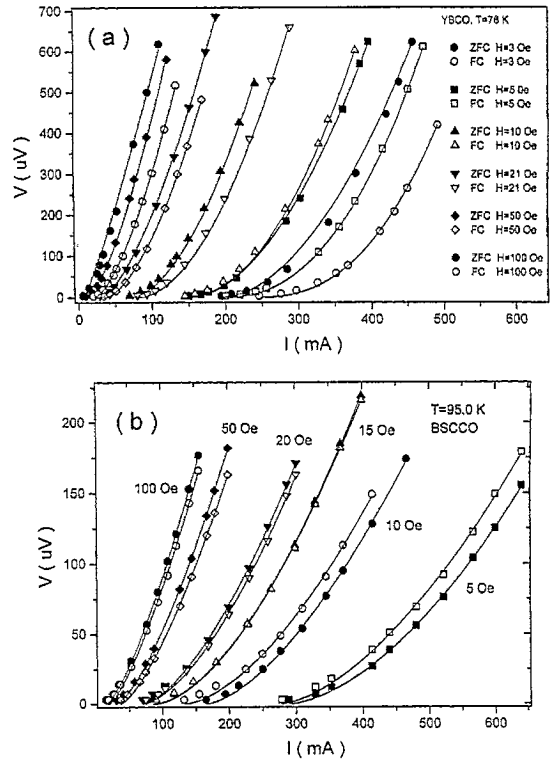 700
600
500
400
300
200
100
0
V (uV)
(a)
YBCO, T=76 K
ZFC H=3 Oe
FC H=3 Oe
ZFC H=5 Oe
FC H=5 Oe
ZFC H=10 Oe
FC H=10 Oe
ZFC H=21 Oe
FC H=21 Oe
ZFC H=50 Oe
FC H=50 Oe
ZFC H=100 Oe
FC H=100 Oe
0 100 200 300 400 500 600
I (mA)
200
150
100
50
0
V (uV)
(b)
T=95.0 K
BSCCO
100 Oe
50 Oe
20 Oe
15 Oe
10 Oe
5 Oe
0 100 200 300 400 500 600
I (mA)